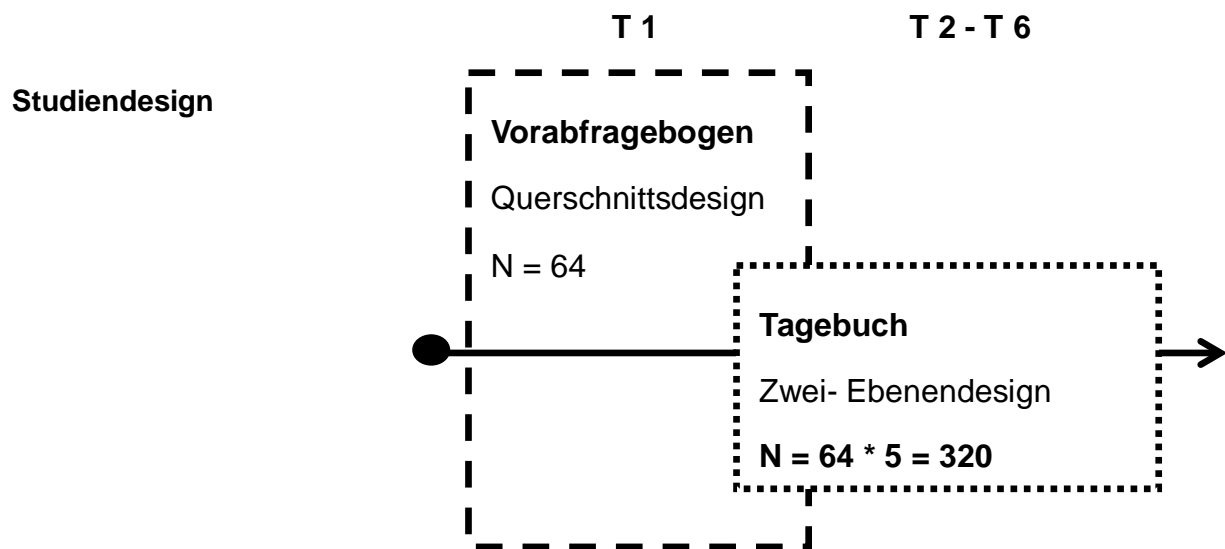 T 1
T 2 - T 6
Studiendesign
Vorabfragebogen
Querschnittsdesign
N = 64
Tagebuch
Zwei- Ebenendesign
N = 64 * 5 = 320